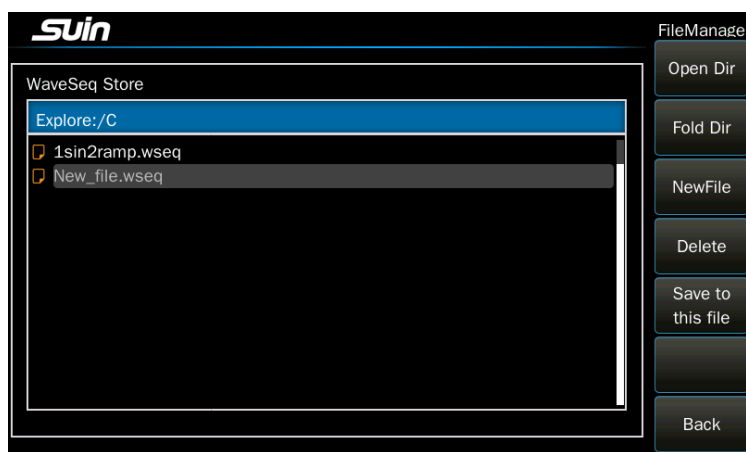 Suin
FileManage
WaveSeq Store
Explore:/C
1sin2ramp.wseq
New_file.wseq
Open Dir
Fold Dir
NewFile
Delete
Save to
this file
Back